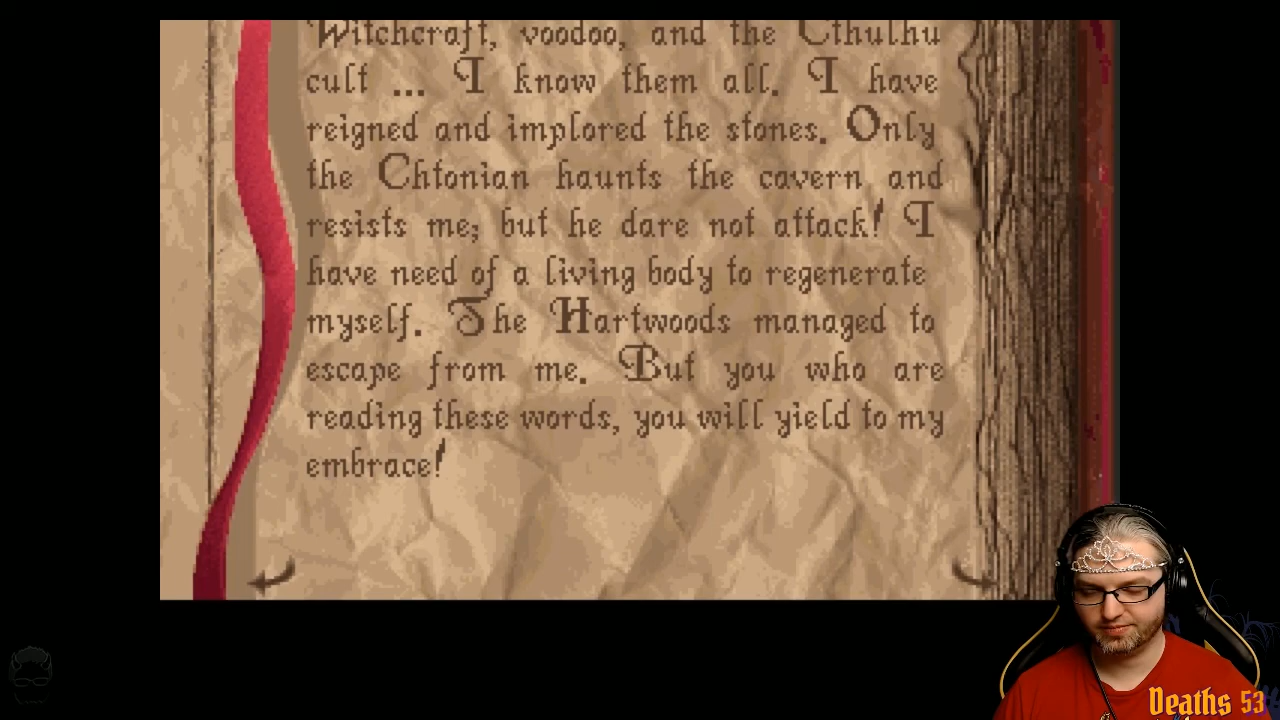 Witchcraft, voodoo, and the Cthulhu
cult ... I know them all. I have
reigned and implored the stones. Only
the Chtonian haunts the cavern and
resists me; but he dare not attack! I
have need of a living body to regenerate
myself. The Hartwoods managed to
escape from me. But you who are
reading these words, you will yield to my
embrace!
Deaths 53